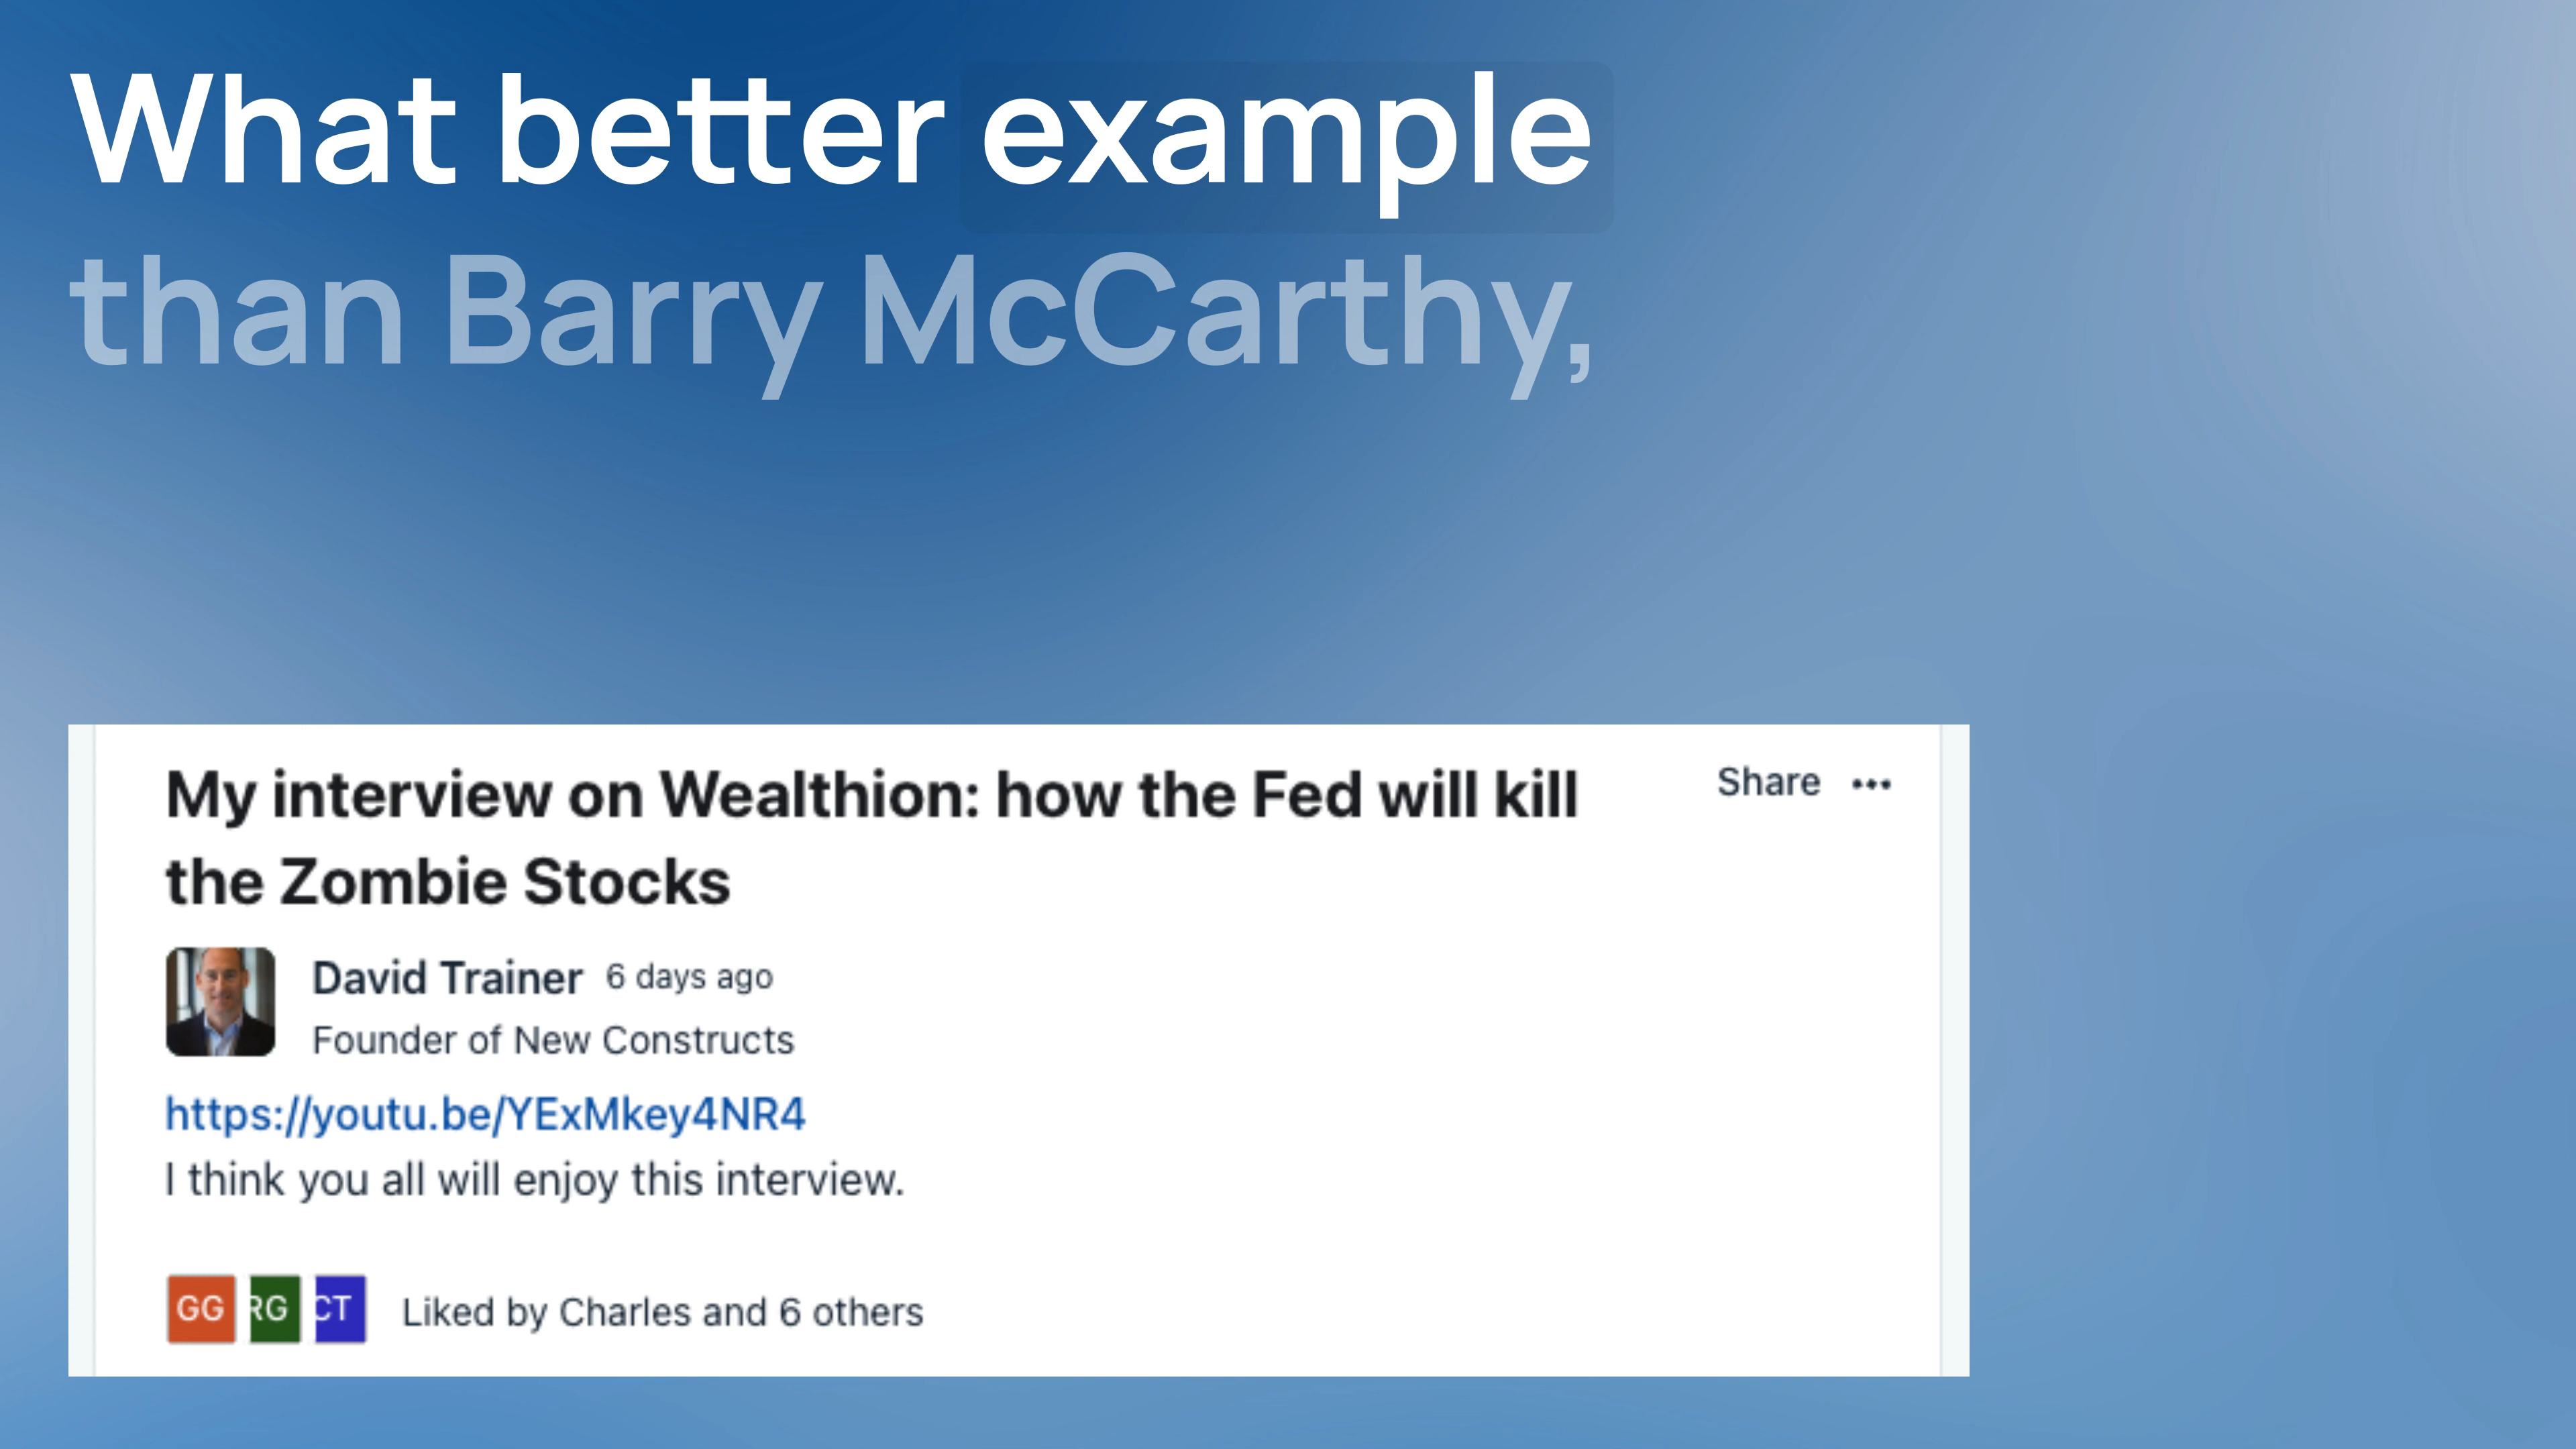 What better example
than Barry McCarthy,
My interview on Wealthion: how the Fed will kill
the Zombie Stocks
Share
David Trainer 6 days ago
Founder of New Constructs
https://youtu.be/YExMkey4NR4
I think you all will enjoy this interview.
GG RG CT Liked by Charles and 6 others